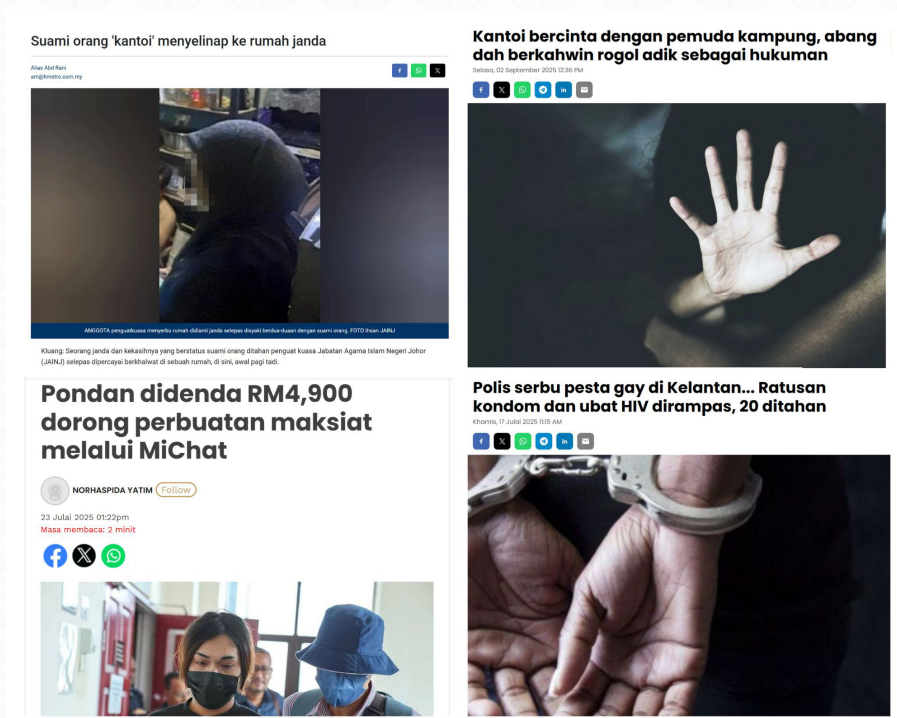 Suami orang 'kantoi' menyelinap ke rumah janda
Alias Abd Rani
am@hmetro.com.my
ANGGOTA penguatkuasa menyerbu rumah didiami janda selepas disyaki berdua-duaan dengan suami orang. FOTO Ihsan JAINJ
Kluang: Seorang janda dan kekasihnya yang berstatus suami orang ditahan penguat kuasa Jabatan Agama Islam Negeri Johor
(JAINJ) selepas dipercayai berkhalwat di sebuah rumah, di sini, awal pagi tadi.
Kantoi bercinta dengan pemuda kampung, abang
dah berkahwin rogol adik sebagai hukuman
Selasa, 02 September 2025 12:36 PM
Pondan didenda RM4,900
dorong perbuatan maksiat
melalui MiChat
NORHASPIDA YATIM Follow
23 Julai 2025 01:22pm
Masa membaca: 2 minit
Polis serbu pesta gay di Kelantan... Ratusan
kondom dan ubat HIV dirampas, 20 ditahan
Khamis, 17 Julai 2025 11:15 AM